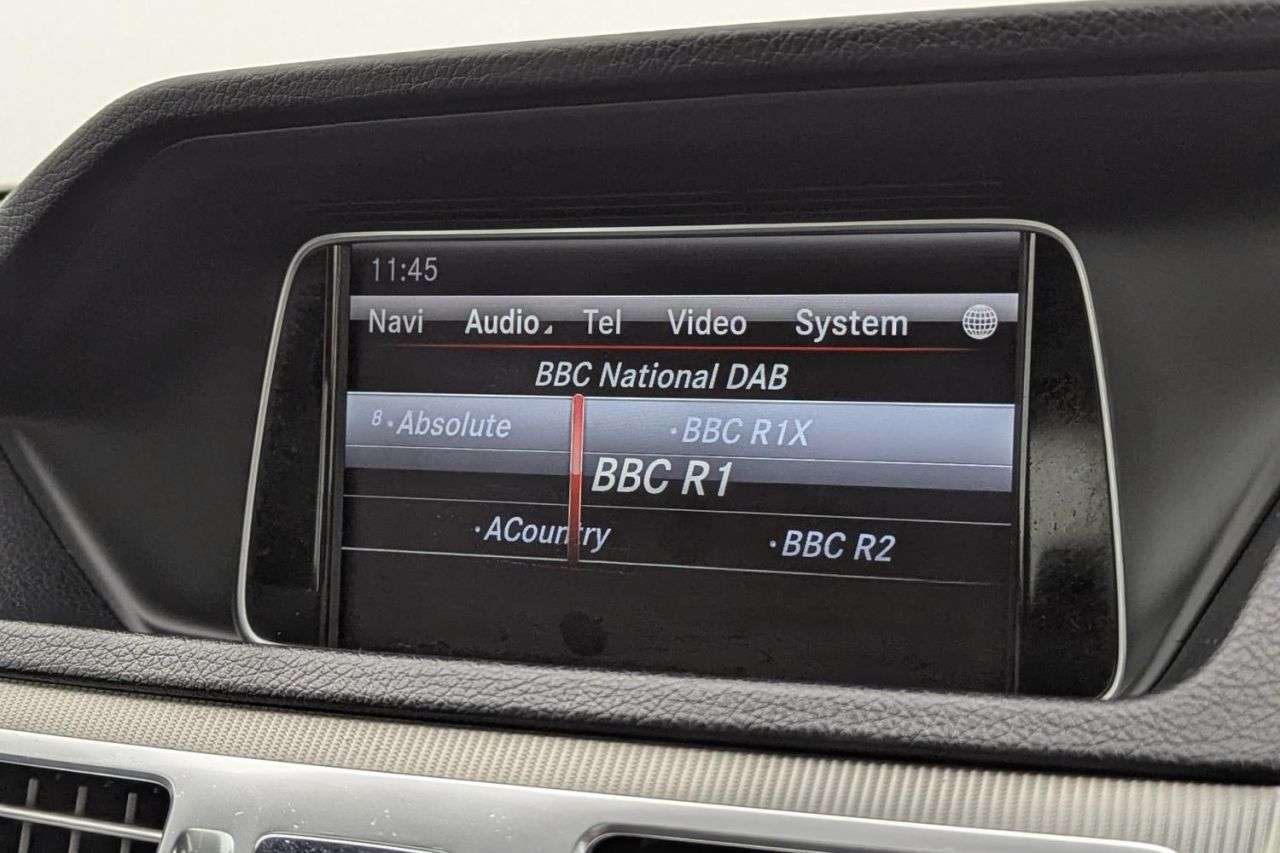 11:45
Navi Audio Tel Video System
BBC National DAB
8 •Absolute •BBC R1X
BBC R1
•ACountry •BBC R2